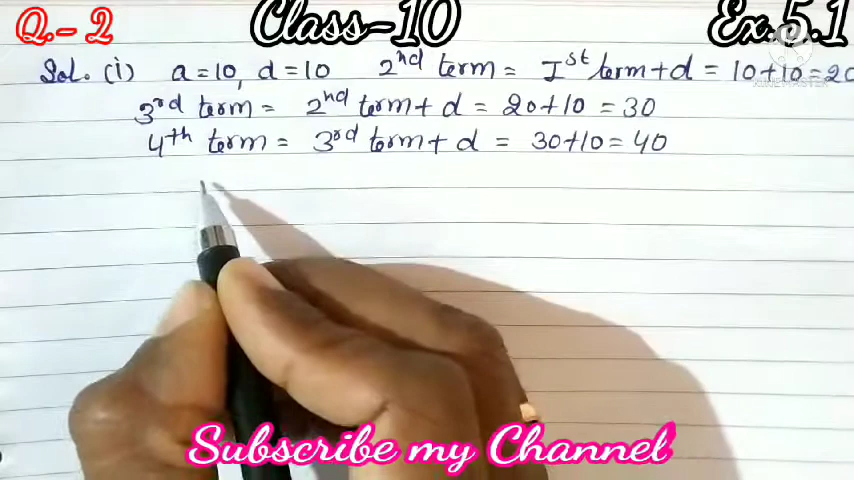 Q.- 2 Class-10 Ex.5.1
Sol. (i) a = 10, d = 10 2nd term = Ist term + d = 10+10 = 20
3rd term = 2nd term + d = 20+10 = 30
4th term = 3rd term + d = 30+10 = 40
Subscribe my Channel